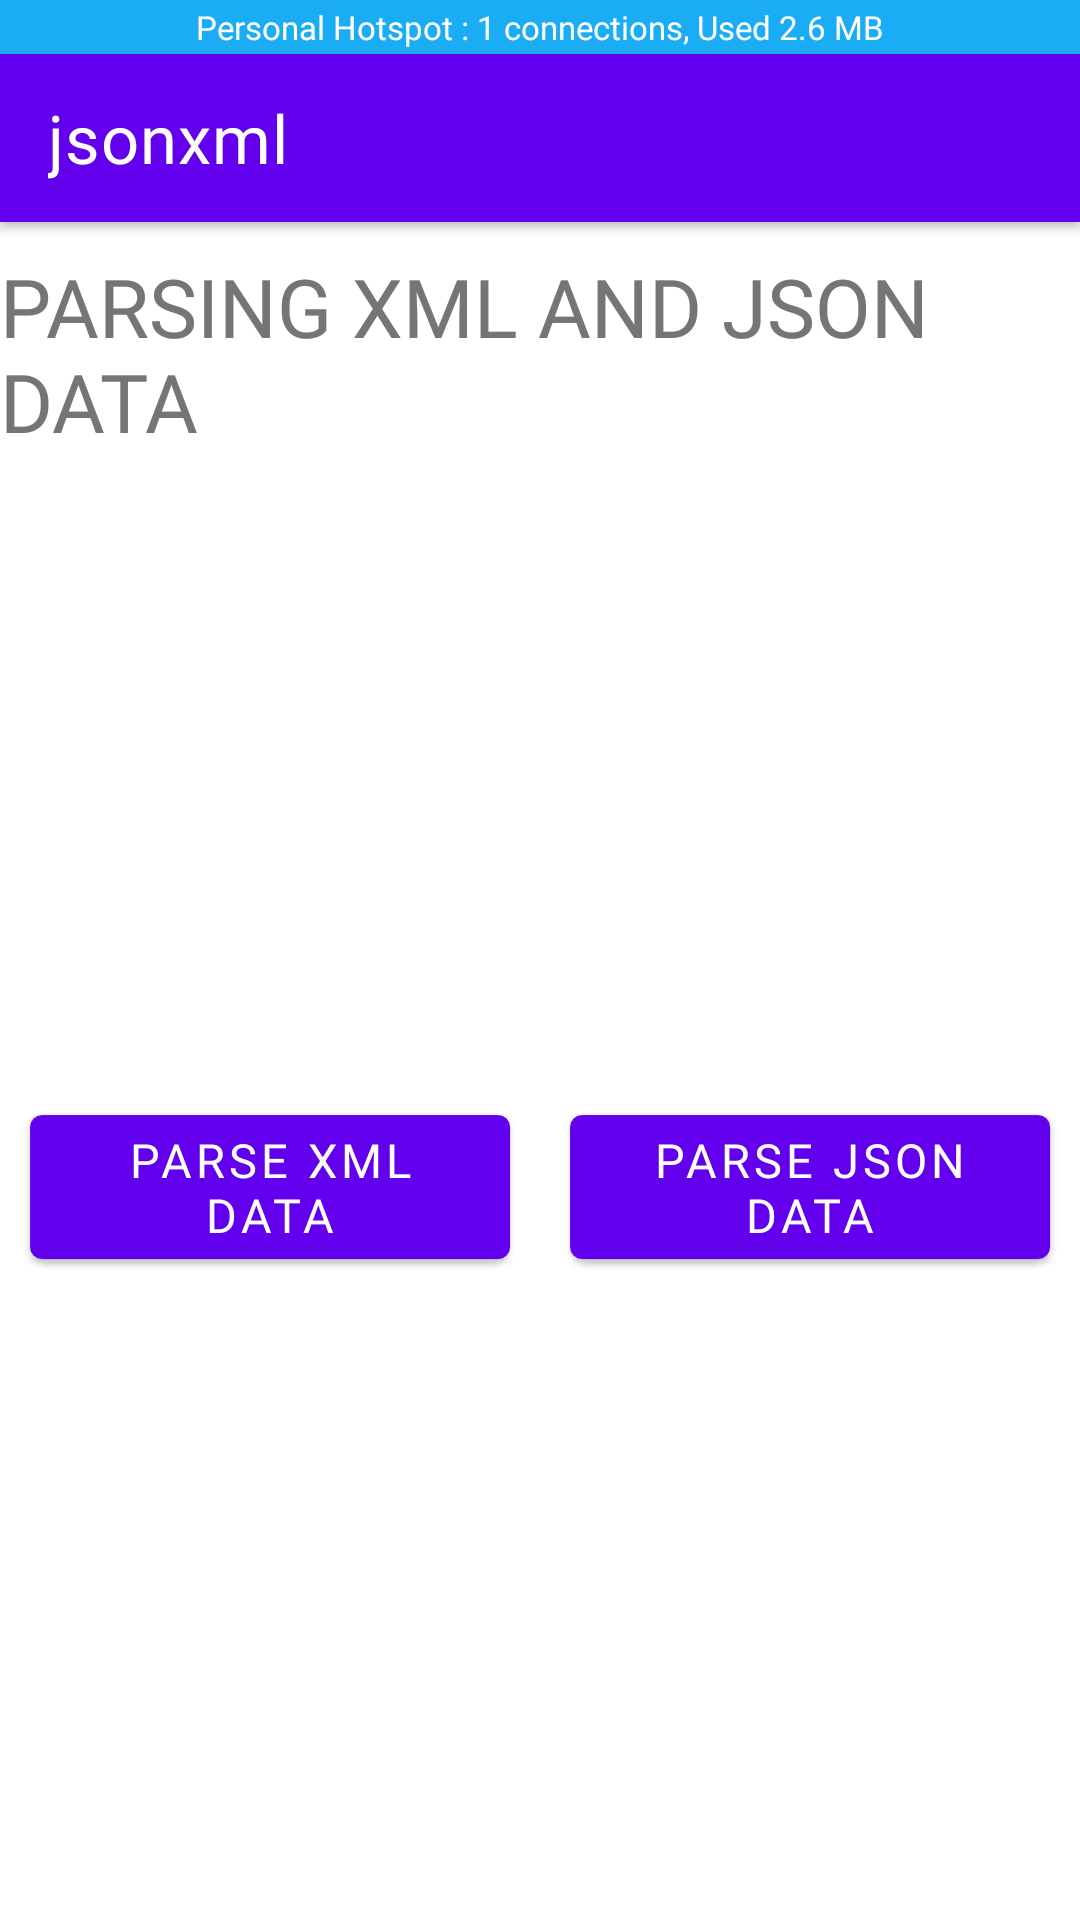 Personal Hotspot : 1 connections, Used 2.6 MB
jsonxml
PARSING XML AND JSON
DATA
PARSE XML
DATA
PARSE JSON
DATA